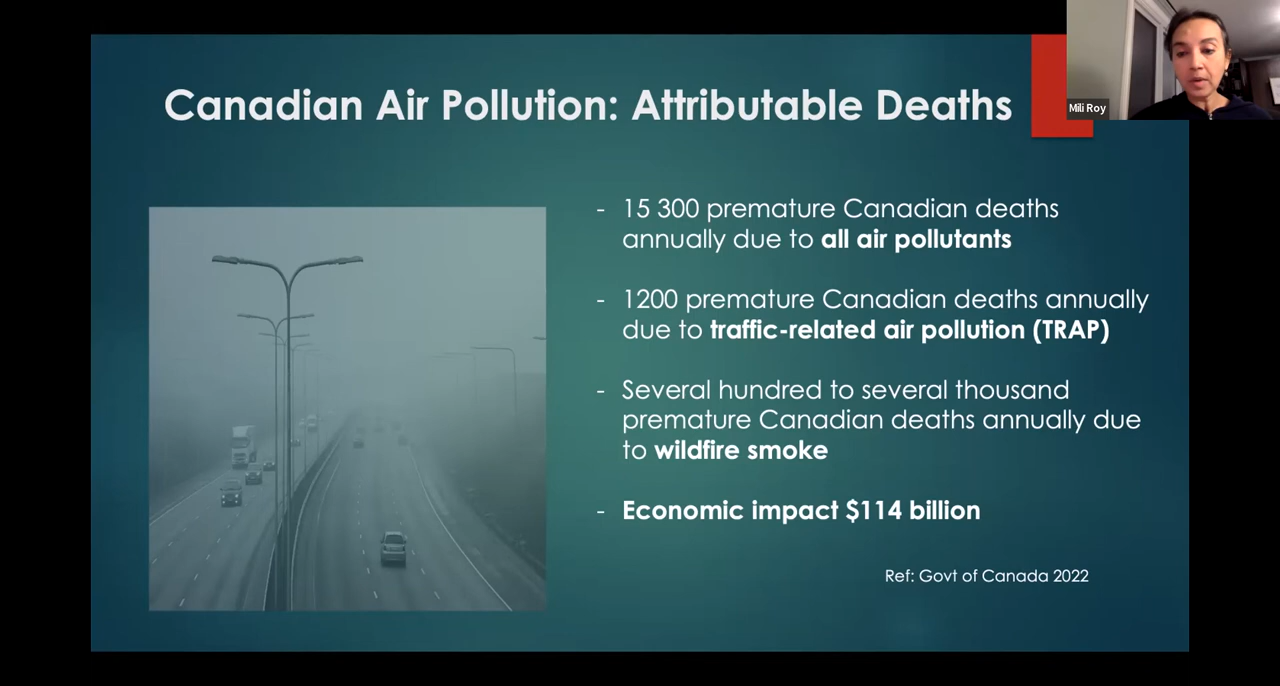 Canadian Air Pollution: Attributable Deaths
Mili Roy
- 15 300 premature Canadian deaths
annually due to all air pollutants
- 1200 premature Canadian deaths annually
due to traffic-related air pollution (TRAP)
- Several hundred to several thousand
premature Canadian deaths annually due
to wildfire smoke
- Economic impact $114 billion
Ref: Govt of Canada 2022